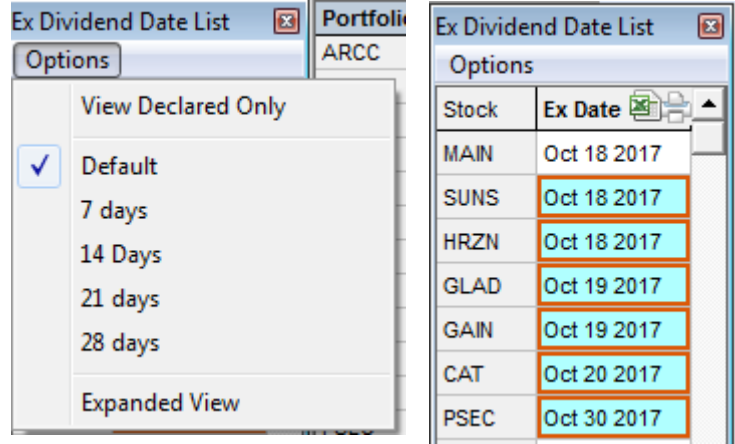 Ex Dividend Date List
Options
View Declared Only
Default
7 days
14 Days
21 days
28 days
Expanded View
ARCC
Ex Dividend Date List
Options
Stock Ex Date
MAIN Oct 18 2017
SUNS Oct 18 2017
HRZN Oct 18 2017
GLAD Oct 19 2017
GAIN Oct 19 2017
CAT Oct 20 2017
PSEC Oct 30 2017